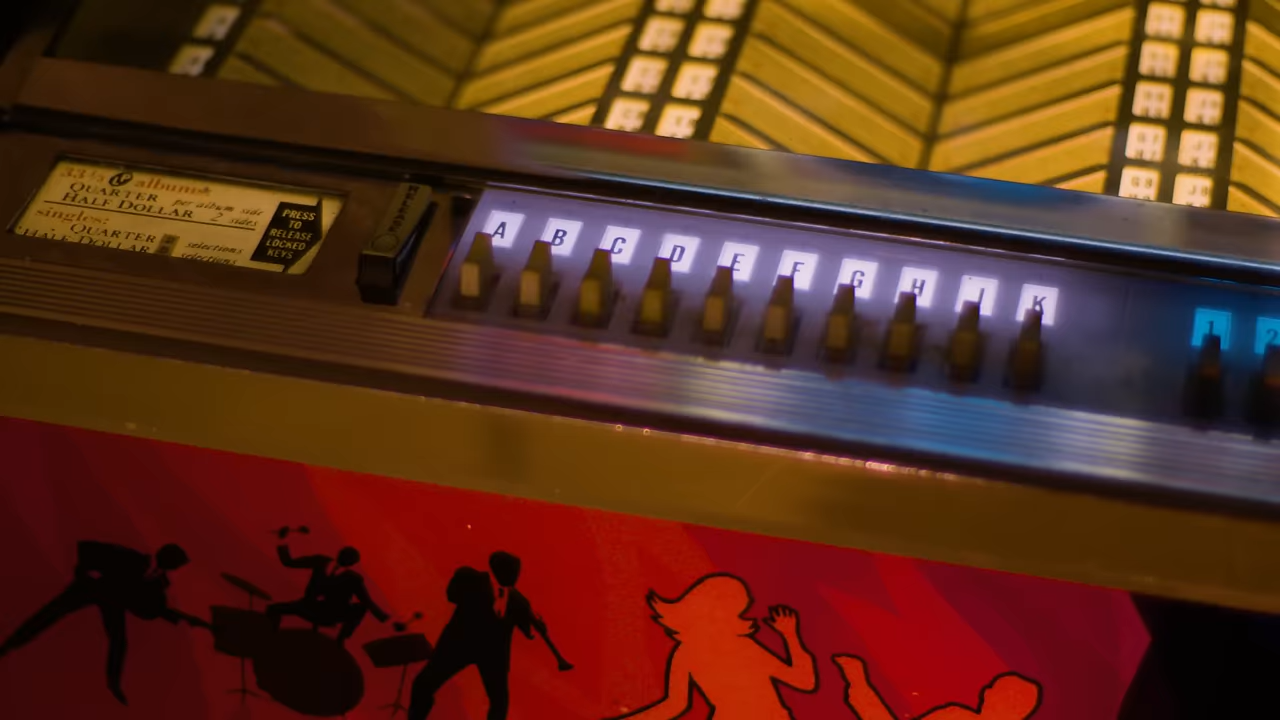 33⅓ albums
QUARTER per album side
HALF DOLLAR 2 sides
singles:
QUARTER selections
HALF DOLLAR selections
PRESS
TO
RELEASE
LOCKED
KEYS
RELEASE
A B C D E F G H J K
1 2